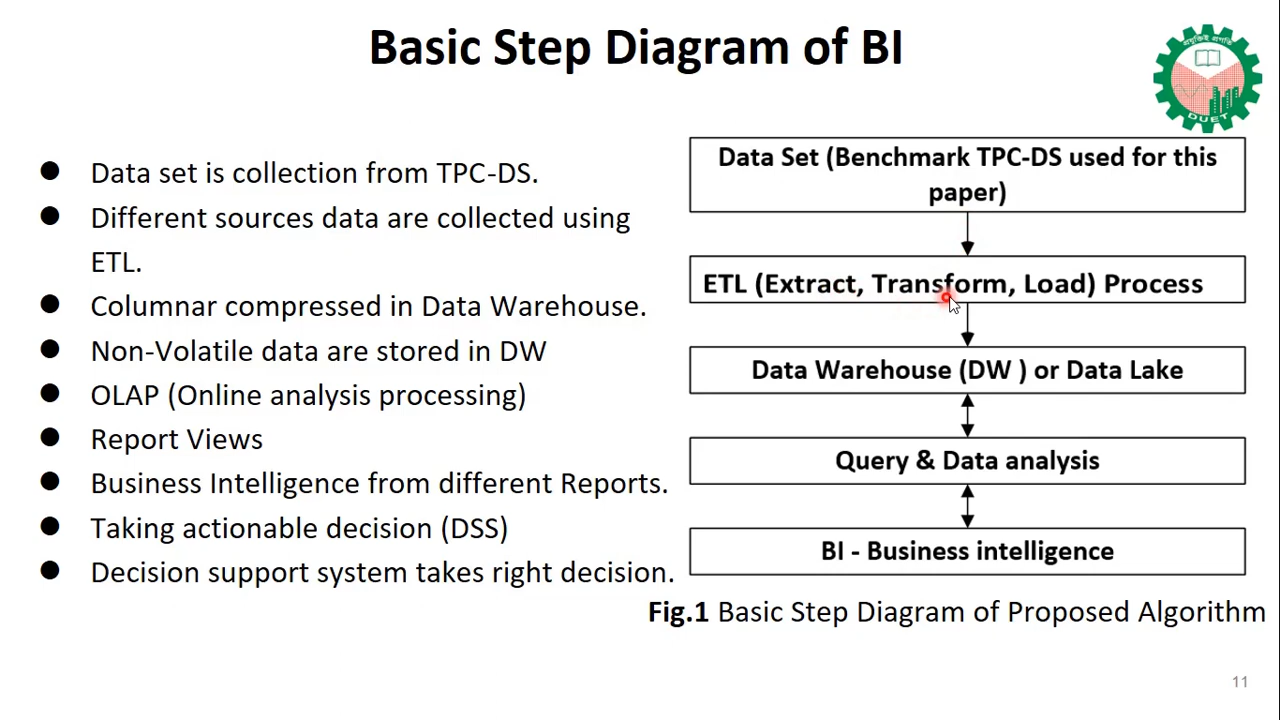 Basic Step Diagram of BI
প্রযুক্তিই প্রগতি
DUET
● Data set is collection from TPC-DS.
● Different sources data are collected using
ETL.
● Columnar compressed in Data Warehouse.
● Non-Volatile data are stored in DW
● OLAP (Online analysis processing)
● Report Views
● Business Intelligence from different Reports.
● Taking actionable decision (DSS)
● Decision support system takes right decision.
Data Set (Benchmark TPC-DS used for this
paper)
ETL (Extract, Transform, Load) Process
Data Warehouse (DW ) or Data Lake
Query & Data analysis
BI - Business intelligence
Fig.1 Basic Step Diagram of Proposed Algorithm
11